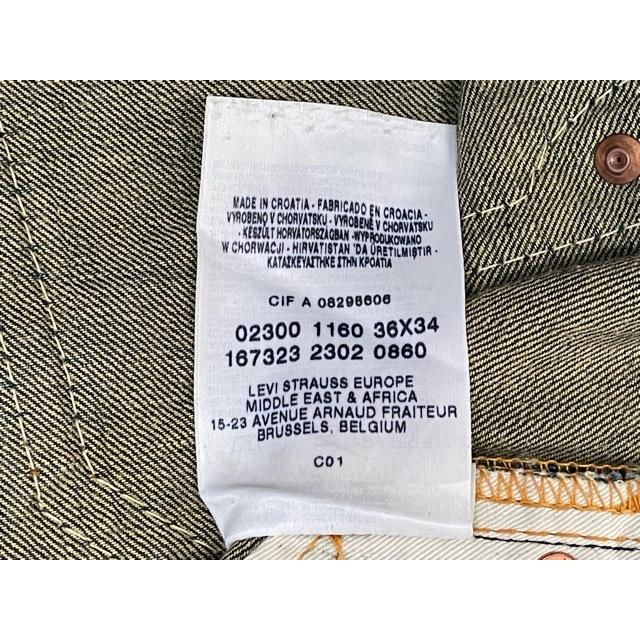 MADE IN CROATIA - FABRICADO EN CROACIA -
VYROBENO V CHORVATSKU - VYROBENÉ V CHORVÁTSKU
- KÉSZÜLT HORVÁTORSZÁGBAN -WYPRODUKOWANO
W CHORWACJI - HIRVATISTAN 'DA ÜRETILMIŞTIR -
ΚΑΤΑΣΚΕΥΑΣΤΗΚΕ ΣΤΗΝ ΚΡΟΑΤΙΑ
CIF A 08298606
02300 1160 36X34
167323 2302 0860
LEVI STRAUSS EUROPE
MIDDLE EAST & AFRICA
15-23 AVENUE ARNAUD FRAITEUR
BRUSSELS, BELGIUM
C01